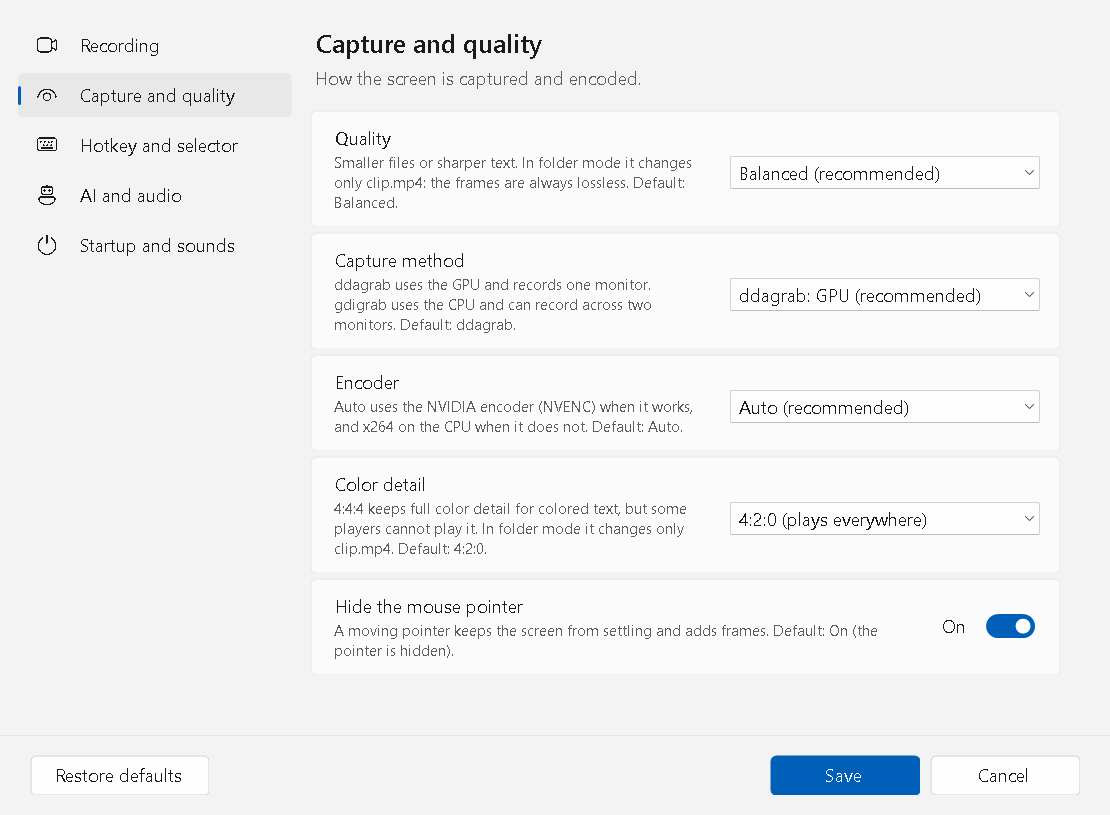 Recording
Capture and quality
Hotkey and selector
AI and audio
Startup and sounds
Capture and quality
How the screen is captured and encoded.
Quality
Smaller files or sharper text. In folder mode it changes
only clip.mp4: the frames are always lossless. Default:
Balanced.
Balanced (recommended)
Capture method
ddagrab uses the GPU and records one monitor.
gdigrab uses the CPU and can record across two
monitors. Default: ddagrab.
ddagrab: GPU (recommended)
Encoder
Auto uses the NVIDIA encoder (NVENC) when it works,
and x264 on the CPU when it does not. Default: Auto.
Auto (recommended)
Color detail
4:4:4 keeps full color detail for colored text, but some
players cannot play it. In folder mode it changes only
clip.mp4. Default: 4:2:0.
4:2:0 (plays everywhere)
Hide the mouse pointer
A moving pointer keeps the screen from settling and adds frames. Default: On (the
pointer is hidden).
On
Restore defaults
Save
Cancel